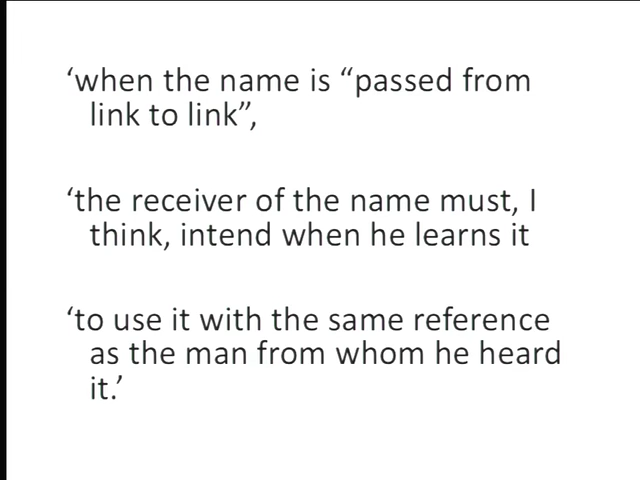 ‘when the name is “passed from
link to link”,
‘the receiver of the name must, I
think, intend when he learns it
‘to use it with the same reference
as the man from whom he heard
it.’